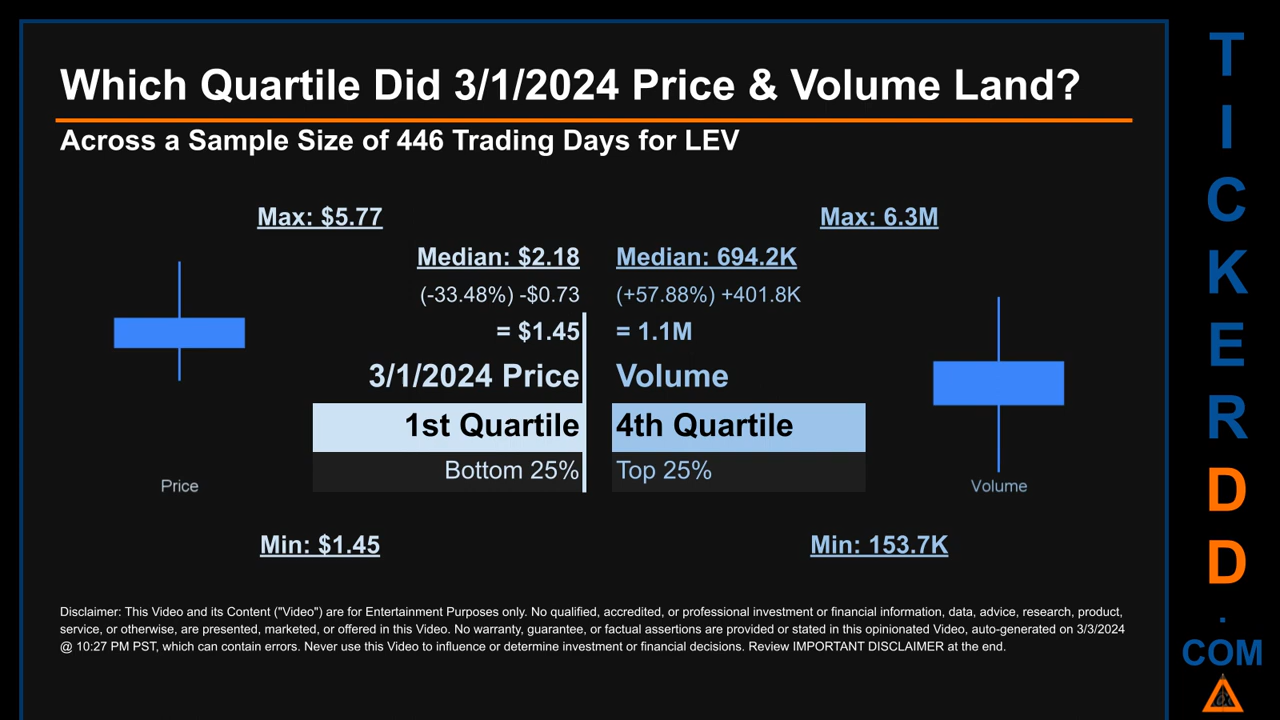 Which Quartile Did 3/1/2024 Price & Volume Land?
Across a Sample Size of 446 Trading Days for LEV
Max: $5.77
Median: $2.18
(-33.48%) -$0.73
= $1.45
3/1/2024 Price
1st Quartile
Bottom 25%
Price
Min: $1.45
Max: 6.3M
Median: 694.2K
(+57.88%) +401.8K
= 1.1M
Volume
4th Quartile
Top 25%
Volume
Min: 153.7K
Disclaimer: This Video and its Content ("Video") are for Entertainment Purposes only. No qualified, accredited, or professional investment or financial information, data, advice, research, product,
service, or otherwise, are presented, marketed, or offered in this Video. No warranty, guarantee, or factual assertions are provided or stated in this opinionated Video, auto-generated on 3/3/2024
@ 10:27 PM PST, which can contain errors. Never use this Video to influence or determine investment or financial decisions. Review IMPORTANT DISCLAIMER at the end.
T
I
C
K
E
R
D
D
.
COM